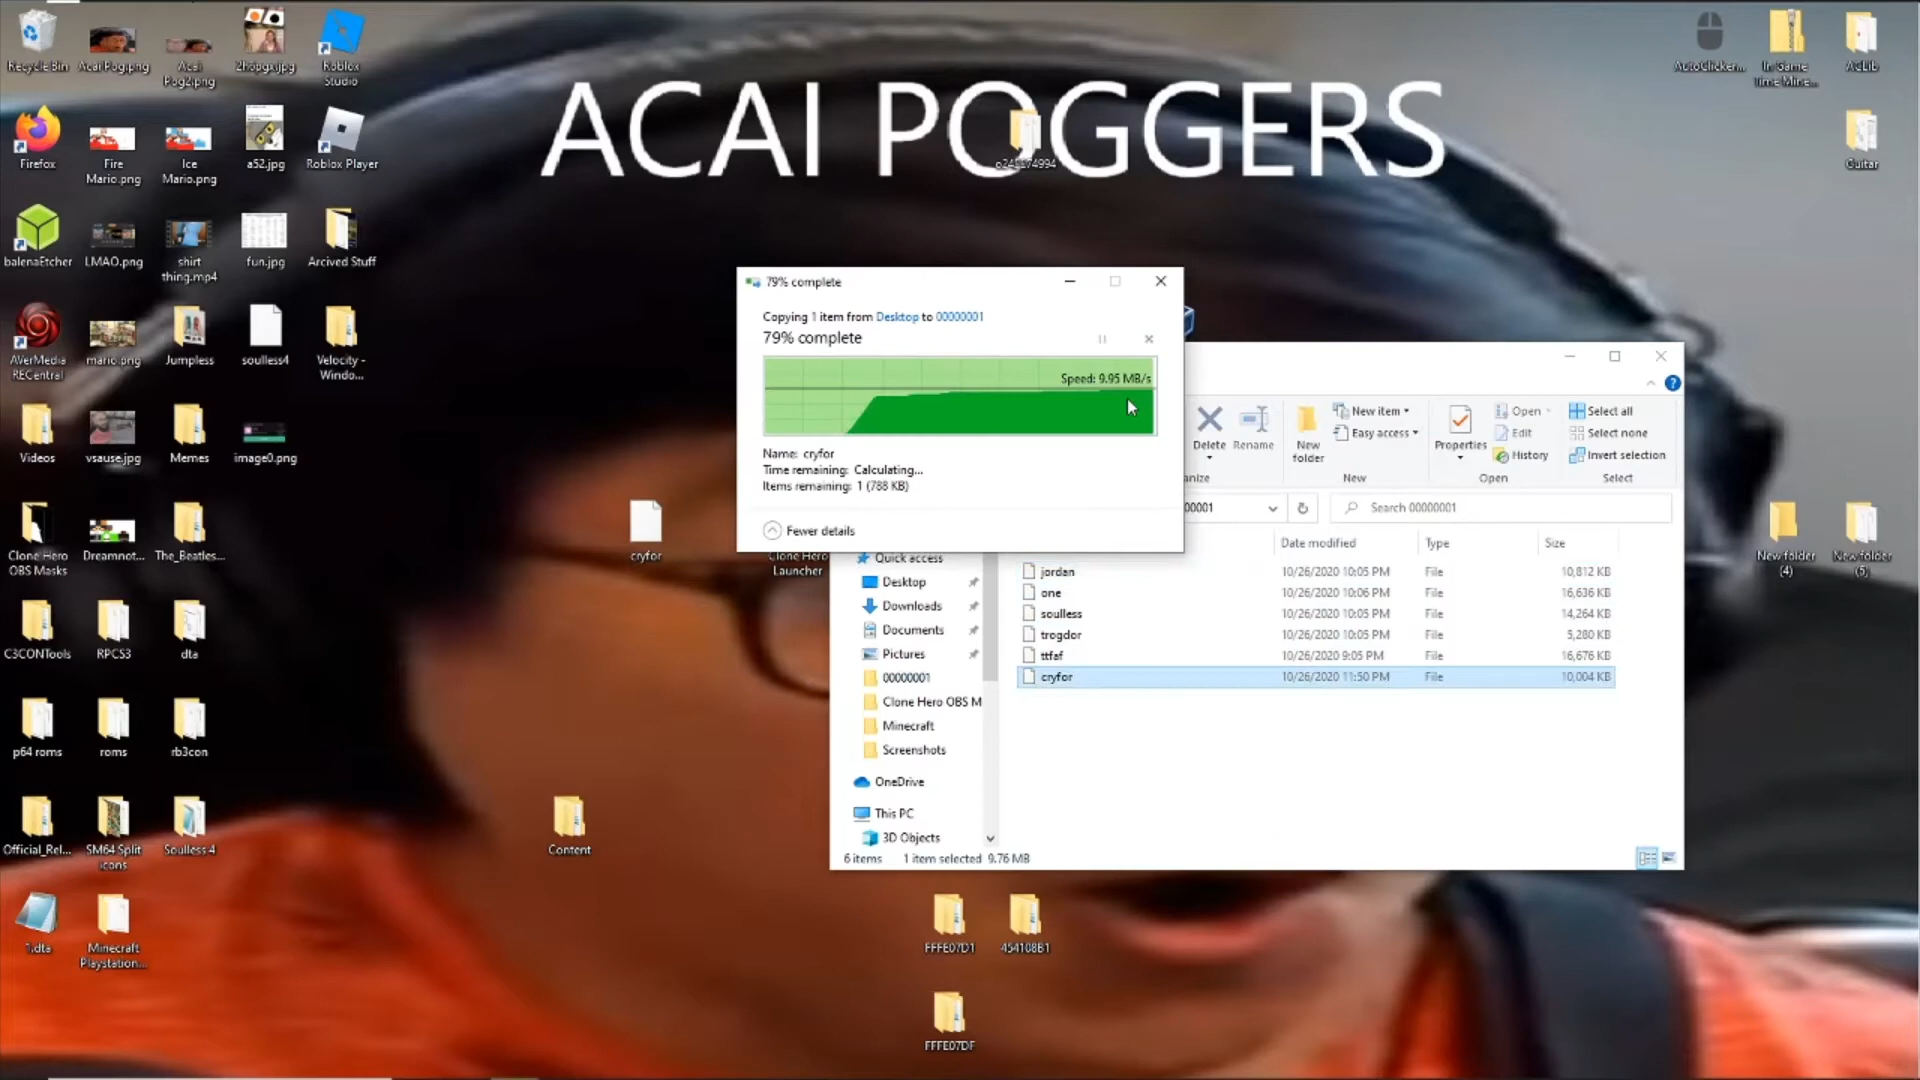 ACAI POGGERS
Recycle Bin
Acai Pog.png
Acai
Pog2.png
2hopgx.jpg
Roblox
Studio
AutoClicker...
In Game
Time Mine...
Firefox
Fire
Mario.png
Ice
Mario.png
a52.jpg
Roblox Player
Guitar
balenaEtcher
LMAO.png
shirt
thing.mp4
fun.jpg
Arcived Stuff
AVerMedia
RECentral
mario.png
Jumpless
soulless4
Velocity -
Windo...
Videos
vsause.jpg
Memes
image0.png
Clone Hero
OBS Masks
Dreamnot...
The_Beatles...
cryfor
Clone Hero
Launcher
New folder
(4)
New folder
(5)
C3CONTools
RPCS3
dta
p64 roms
roms
rb3con
Official_Rel...
SM64 Split
icons
Soulless 4
Content
1.dta
Minecraft
Playstation...
FFFE07D1
454108B1
FFFE07DF
79% complete
Copying 1 item from Desktop to 00000001
79% complete
Speed: 9.95 MB/s
Name: cryfor
Time remaining: Calculating...
Items remaining: 1 (788 KB)
Fewer details
Delete
Rename
New
folder
New item
Easy access
Properties
Open
Edit
History
Select all
Select none
Invert selection
nize
New
Open
Select
00001
Search 00000001
Date modified
Type
Size
Quick access
Desktop
Downloads
Documents
Pictures
00000001
Clone Hero OBS M
Minecraft
Screenshots
OneDrive
This PC
3D Objects
jordan 10/26/2020 10:05 PM File 10,812 KB
one 10/26/2020 10:06 PM File 16,636 KB
soulless 10/26/2020 10:05 PM File 14,264 KB
trogdor 10/26/2020 10:05 PM File 5,280 KB
ttfaf 10/26/2020 9:05 PM File 16,676 KB
cryfor 10/26/2020 11:50 PM File 10,004 KB
6 items 1 item selected 9.76 MB